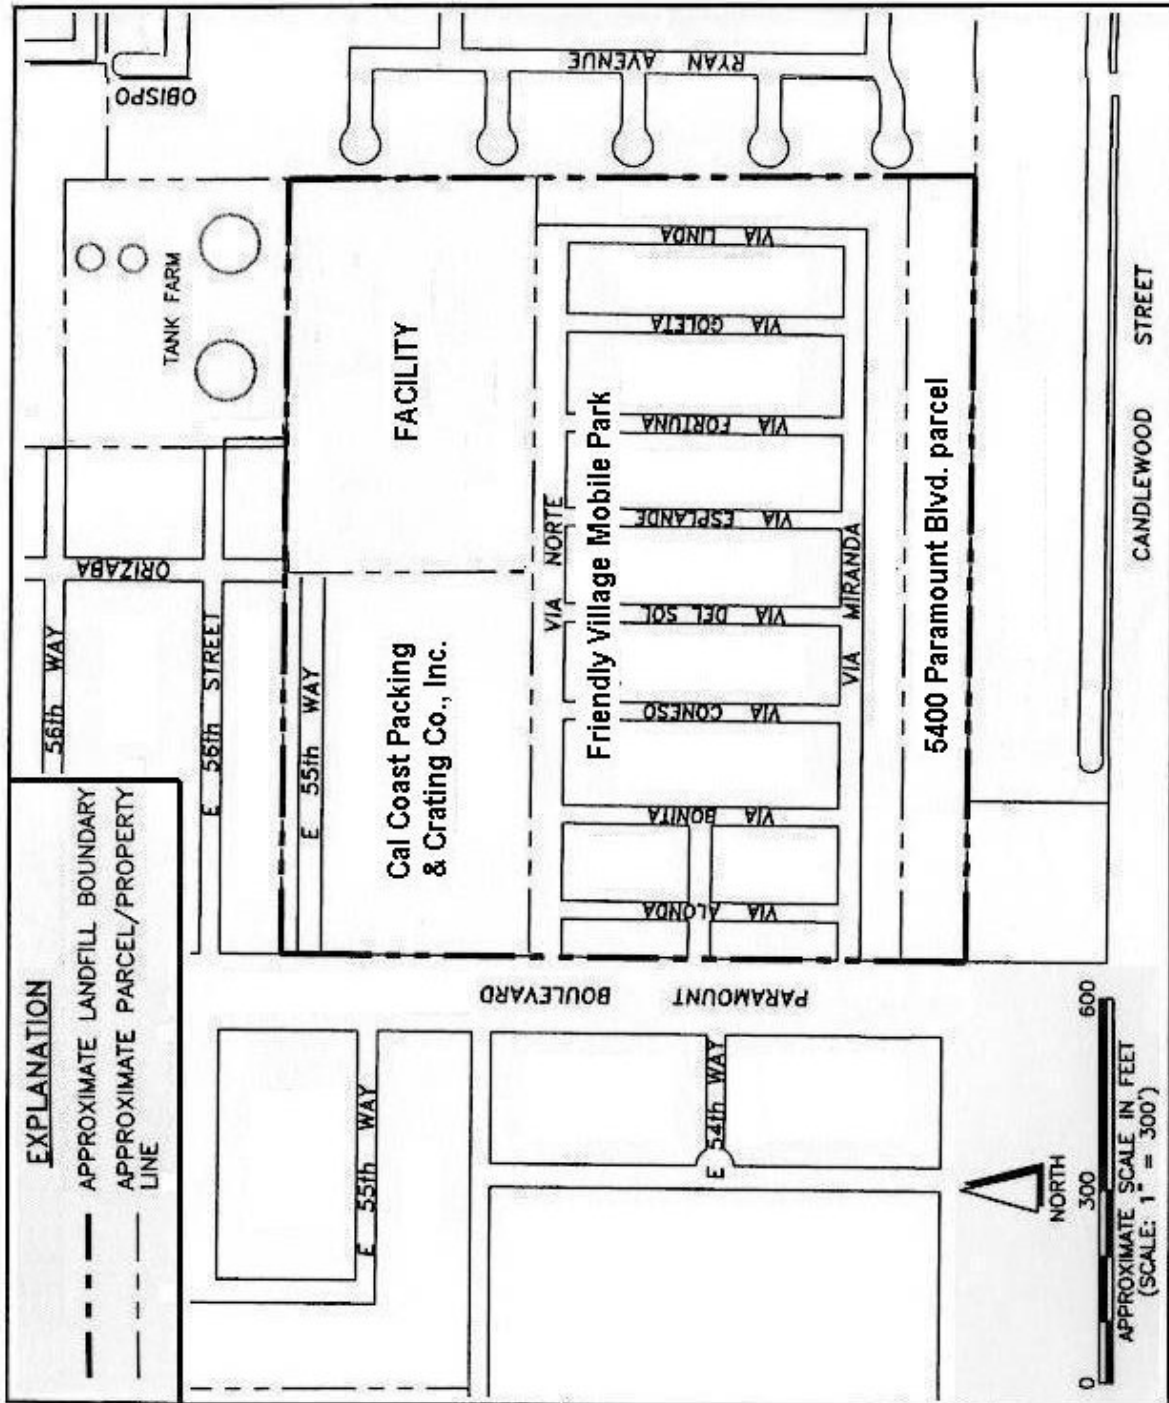 EXPLANATION
APPROXIMATE LANDFILL BOUNDARY
APPROXIMATE PARCEL/PROPERTY
LINE
56th WAY
E 56th STREET
E 55th WAY
ORIZABA
OBISPO
TANK FARM
RYAN AVENUE
FACILITY
Cal Coast Packing
& Crating Co., Inc.
VIA NORTE
Friendly Village Mobile Park
VIA ALONDA
VIA BONITA
VIA CONESO
VIA DEL SOL
VIA ESPLANDE
VIA FORTUNA
VIA GOLETA
VIA LINDA
VIA MIRANDA
5400 Paramount Blvd. parcel
PARAMOUNT BOULEVARD
E 55th WAY
E 54th WAY
CANDLEWOOD STREET
NORTH
0 300 600
APPROXIMATE SCALE IN FEET
(SCALE: 1" = 300')